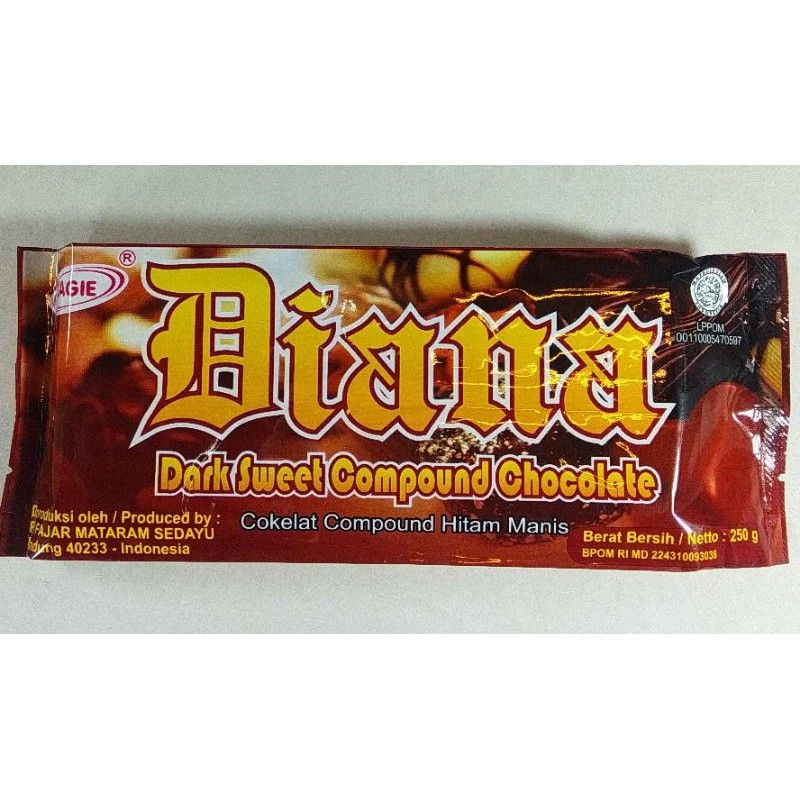 AGIE ®
Diana
Dark Sweet Compound Chocolate
Cokelat Compound Hitam Manis
LPPOM
00110005470597
oleh / Produced by :
FAJAR MATARAM SEDAYU
40233 - Indonesia
Berat Bersih / Netto : 250 g
BPOM RI MD 224310093038